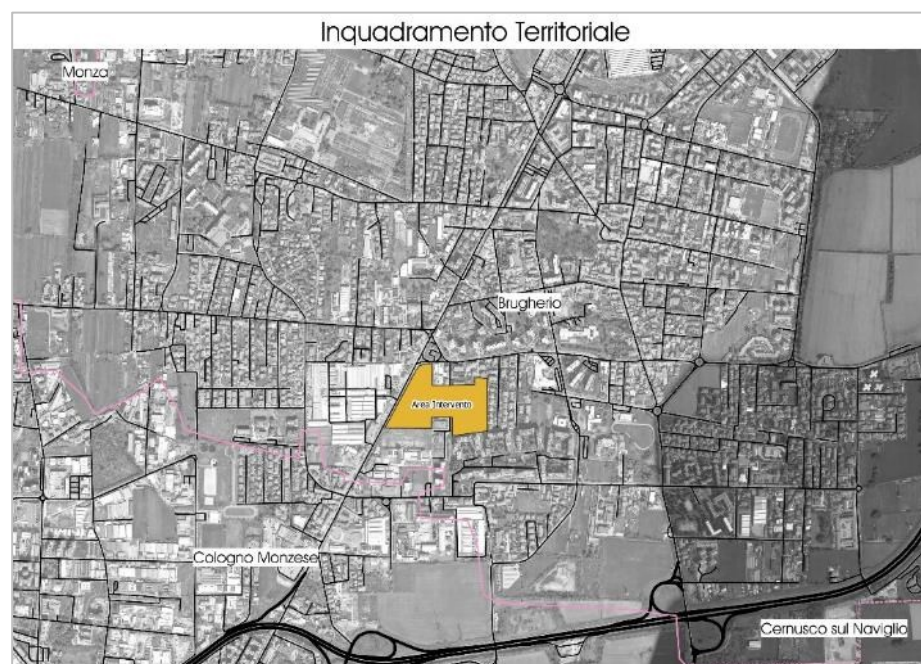 Inquadramento Territoriale
Monza
Brugherio
Area Intervento
Cologno Monzese
Cernusco sul Naviglio